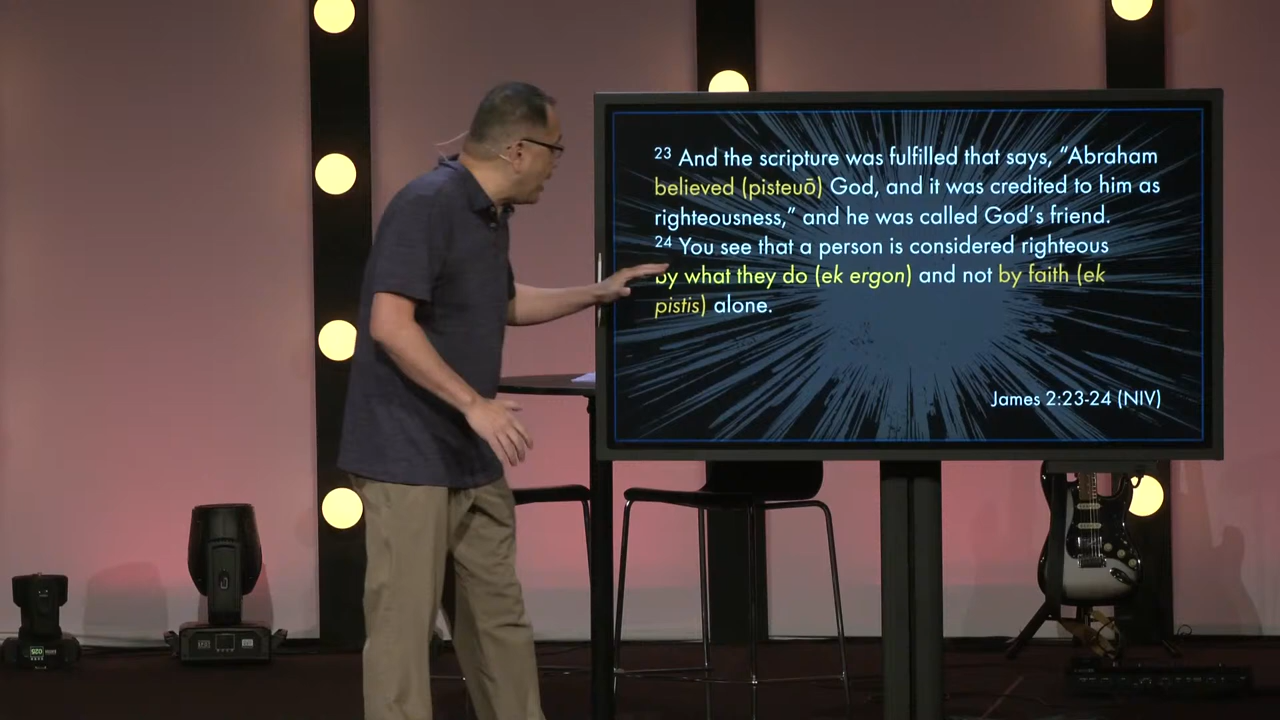 23 And the scripture was fulfilled that says, “Abraham
believed (pisteuō) God, and it was credited to him as
righteousness,” and he was called God’s friend.
24 You see that a person is considered righteous
by what they do (ek ergon) and not by faith (ek
pistis) alone.
James 2:23-24 (NIV)